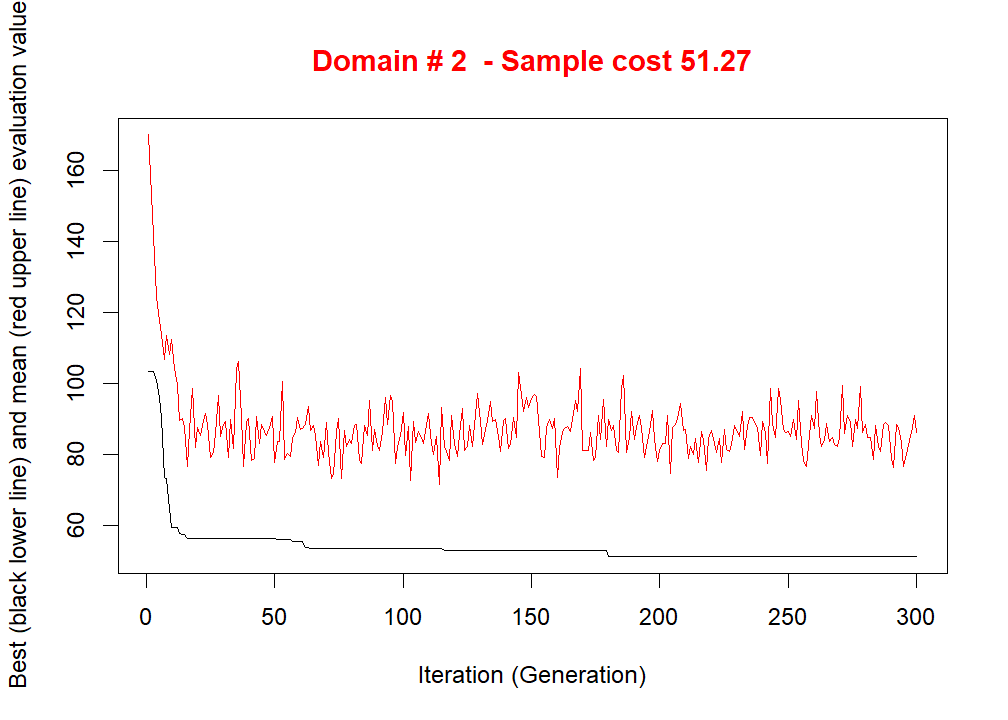 Domain # 2  - Sample cost 51.27
Best (black lower line) and mean (red upper line) evaluation value
160
140
120
100
80
60
0 50 100 150 200 250 300
Iteration (Generation)